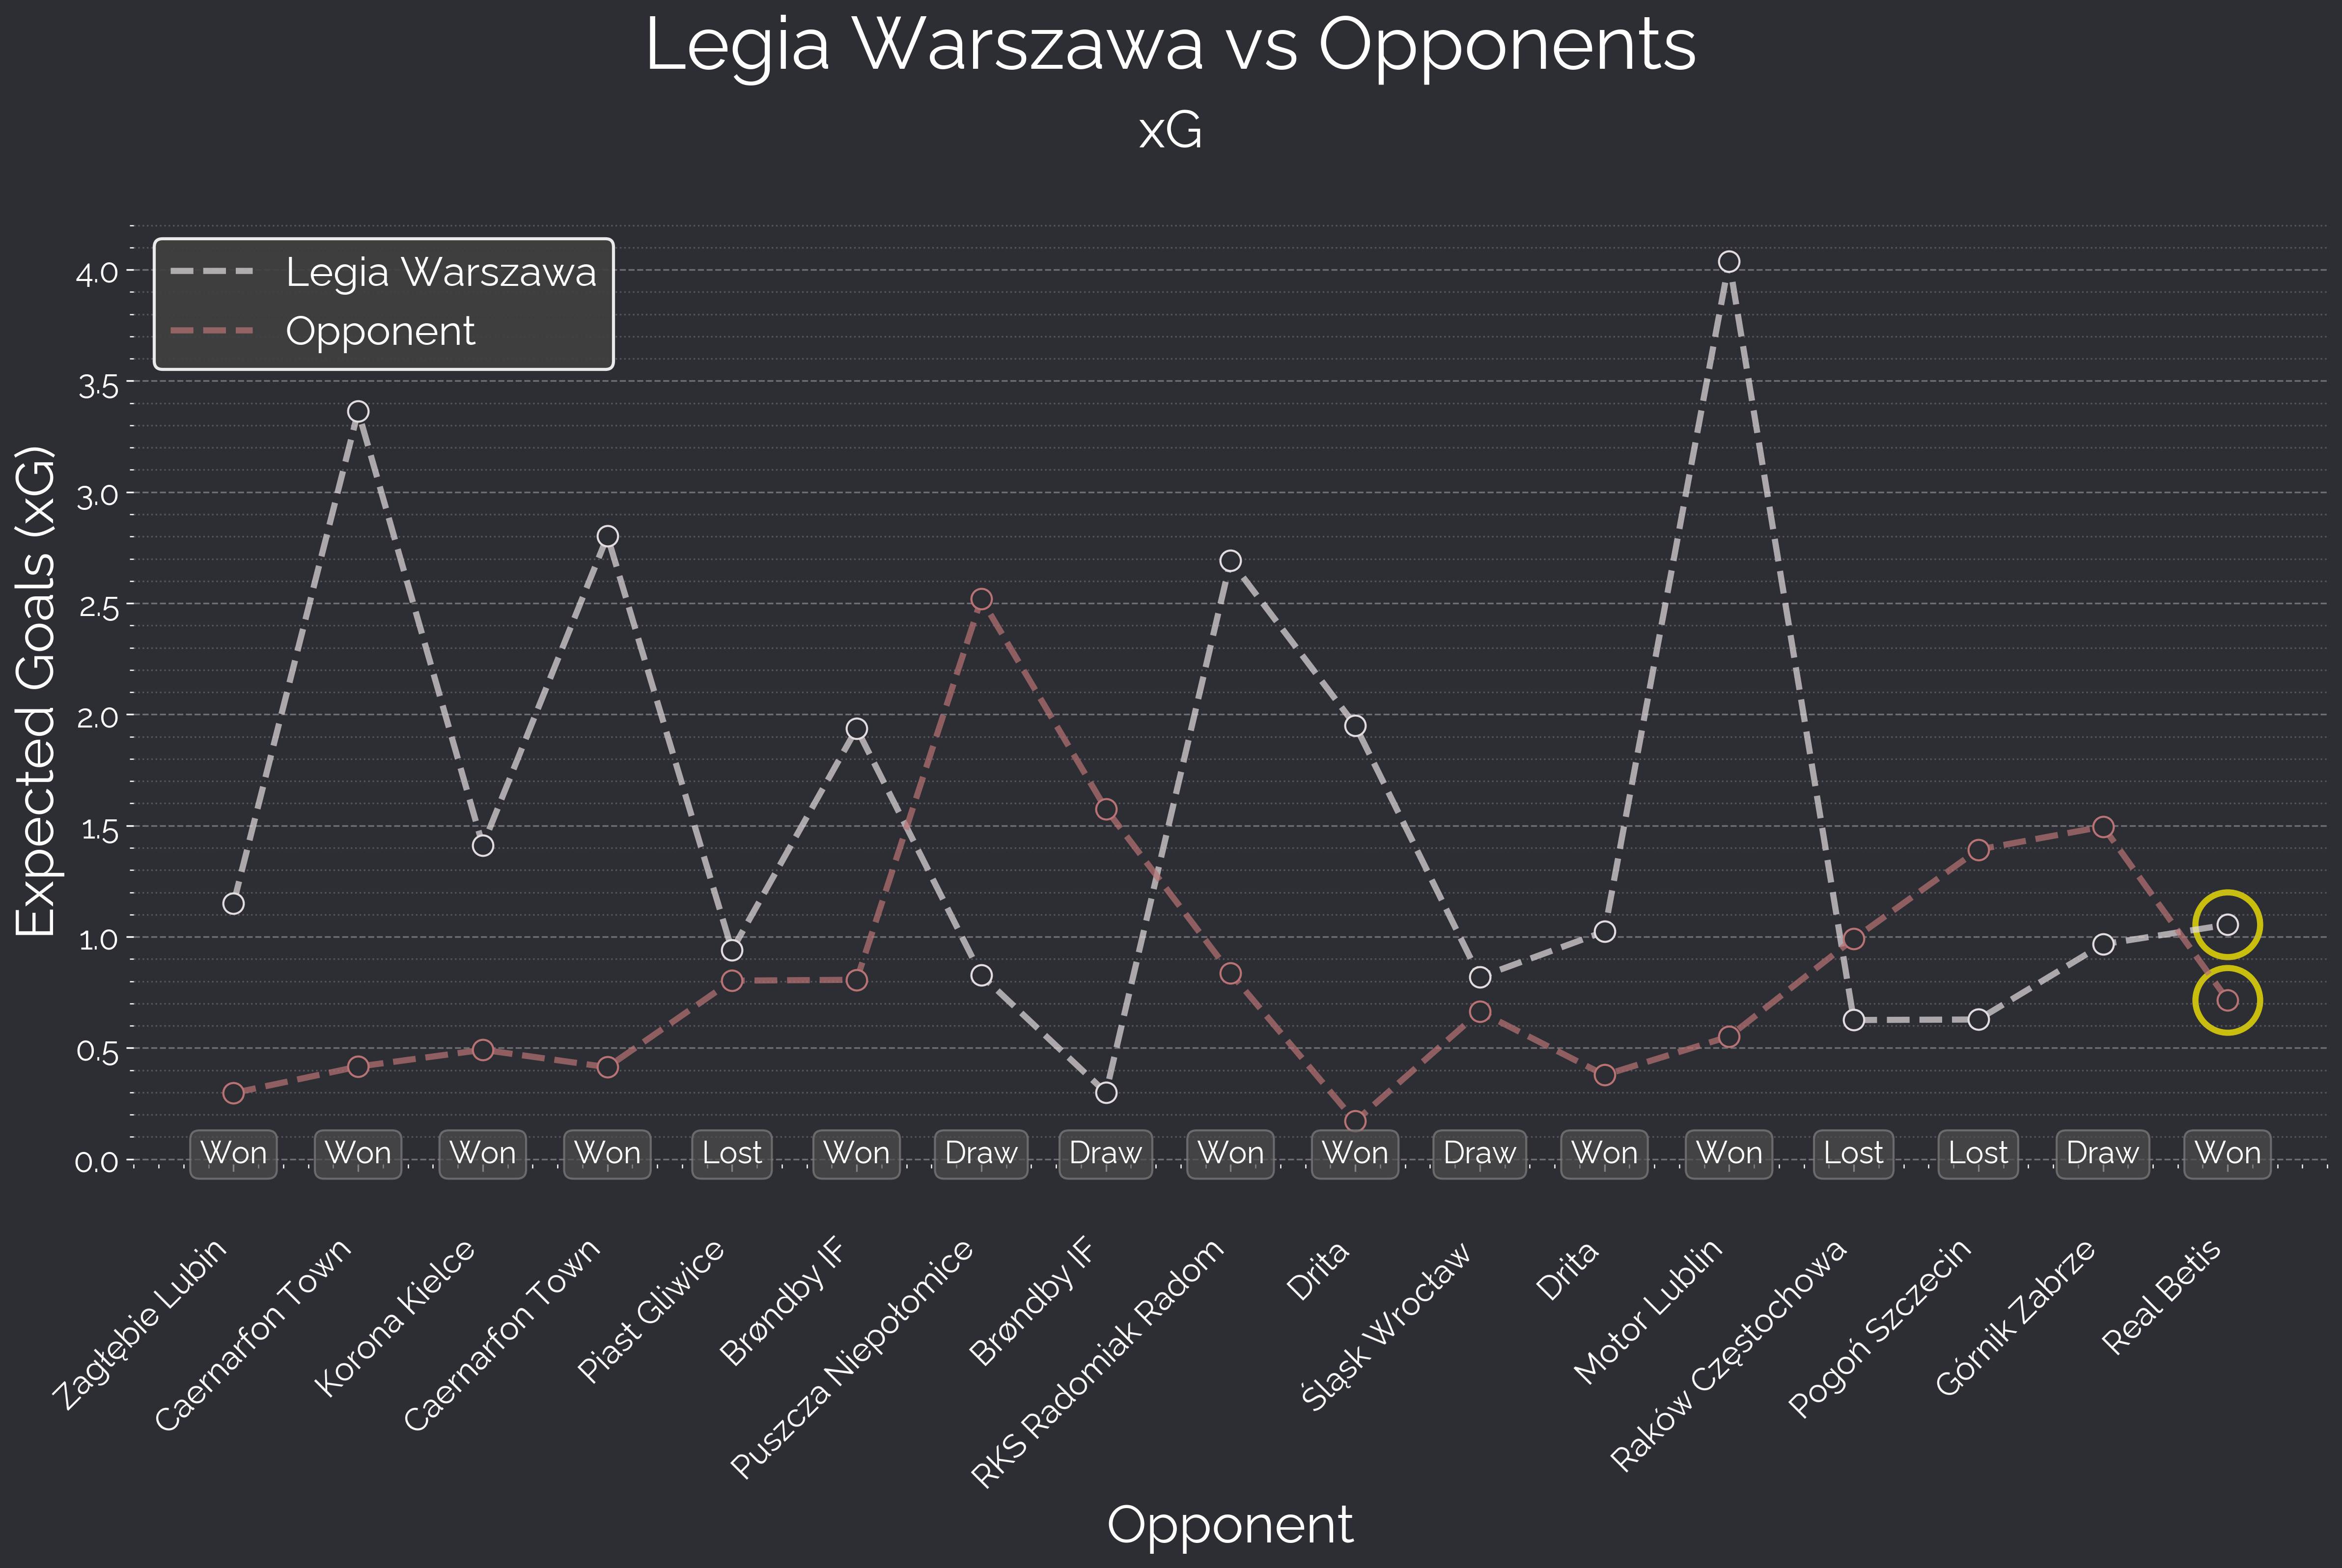 Legia Warszawa vs Opponents
xG
Legia Warszawa
Opponent
Expected Goals (xG)
4.0
3.5
3.0
2.5
2.0
1.5
1.0
0.5
0.0
Won Won Won Won Lost Won Draw Draw Won Won Draw Won Won Lost Lost Draw Won
Zagłębie Lubin
Caernarfon Town
Korona Kielce
Caernarfon Town
Piast Gliwice
Brøndby IF
Puszcza Niepołomice
Brøndby IF
RKS Radomiak Radom
Drita
Śląsk Wrocław
Drita
Motor Lublin
Raków Częstochowa
Pogoń Szczecin
Górnik Zabrze
Real Betis
Opponent